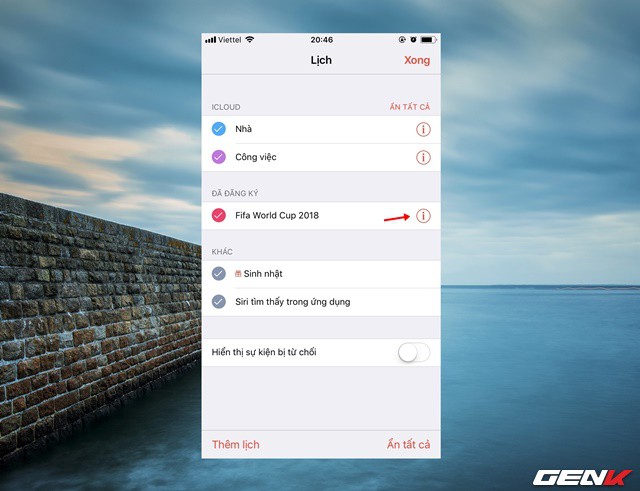 Viettel 20:46
Lịch Xong
ICLOUD ẨN TẤT CẢ
Nhà
Công việc
ĐÃ ĐĂNG KÝ
Fifa World Cup 2018
KHÁC
Sinh nhật
Siri tìm thấy trong ứng dụng
Hiển thị sự kiện bị từ chối
Thêm lịch Ẩn tất cả
GENK